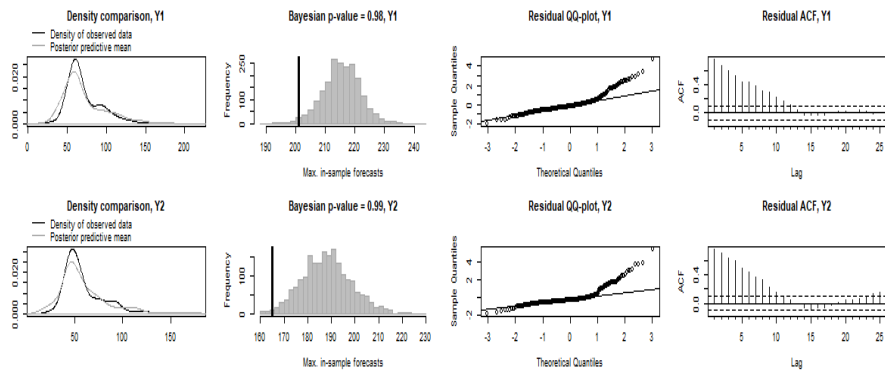 Density comparison, Y1
Density of observed data
Posterior predictive mean
0.000 0.020
50 100 150 200
Bayesian p-value = 0.98, Y1
Frequency
0 100 250
190 200 210 220 230 240
Max. in-sample forecasts
Residual QQ-plot, Y1
Sample Quantiles
-2 0 2 4
-3 -2 -1 0 1 2 3
Theoretical Quantiles
Residual ACF, Y1
ACF
0.0 0.4
5 10 15 20 25
Lag
Density comparison, Y2
Density of observed data
Posterior predictive mean
0.000 0.020
50 100 150
Bayesian p-value = 0.99, Y2
Frequency
0 50 150
160 170 180 190 200 210 220 230
Max. in-sample forecasts
Residual QQ-plot, Y2
Sample Quantiles
-2 0 2 4
-3 -2 -1 0 1 2 3
Theoretical Quantiles
Residual ACF, Y2
ACF
0.0 0.4
5 10 15 20 25
Lag